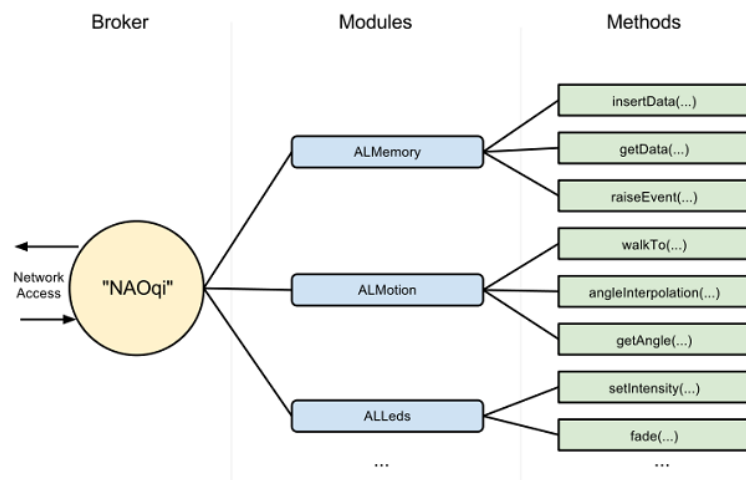 Broker
Modules
Methods
insertData(...)
ALMemory
getData(...)
raiseEvent(...)
walkTo(...)
Network
Access
"NAOqi"
ALMotion
angleInterpolation(...)
getAngle(...)
setIntensity(...)
ALLeds
fade(...)
...
...